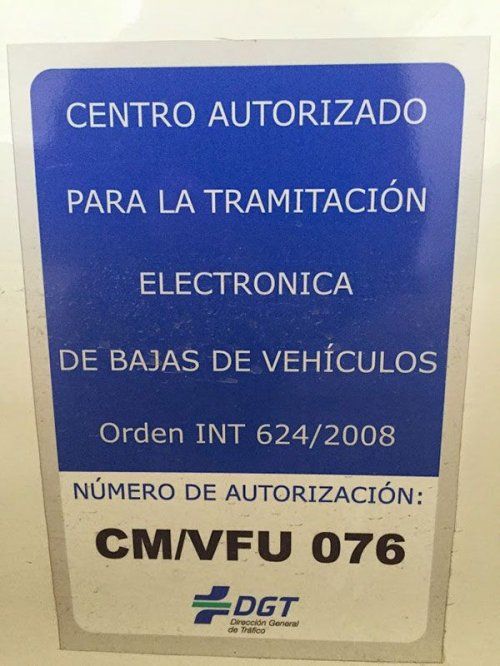 CENTRO AUTORIZADO
PARA LA TRAMITACIÓN
ELECTRONICA
DE BAJAS DE VEHÍCULOS
Orden INT 624/2008
NÚMERO DE AUTORIZACIÓN:
CM/VFU 076
DGT
Dirección General
de Tráfico